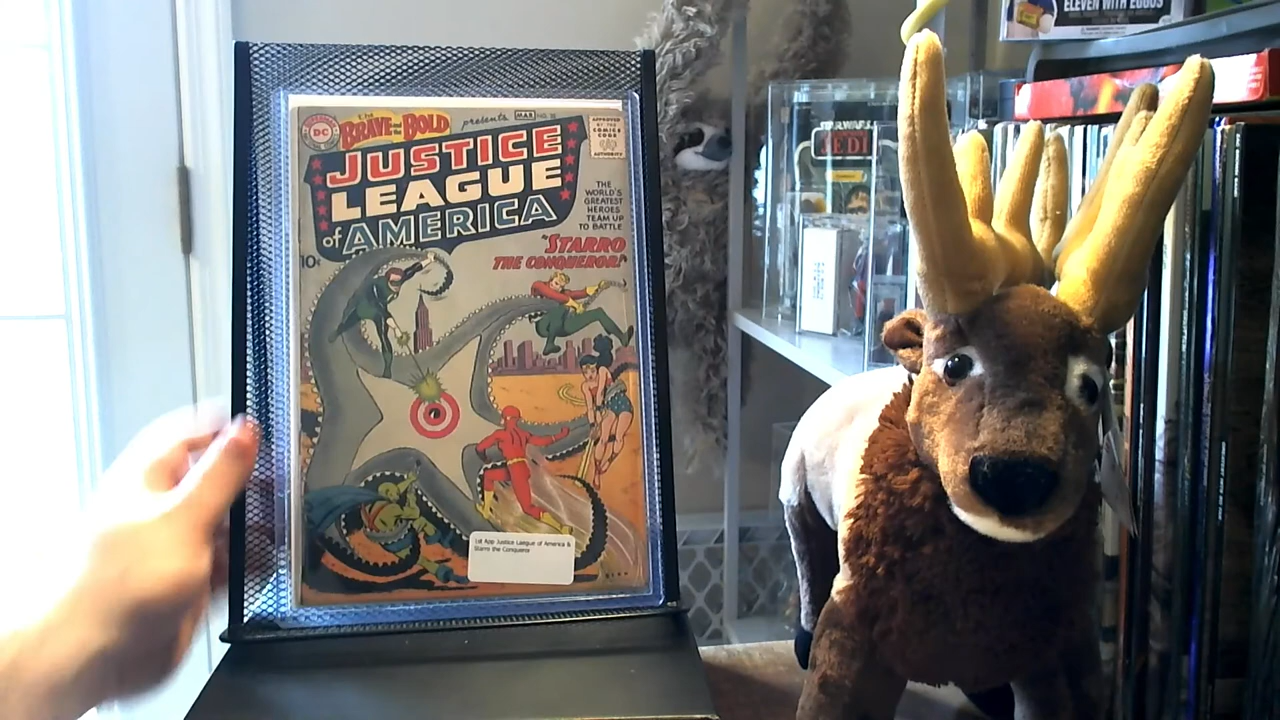 DC
The BRAVE and the BOLD
presents
MAR
NO. 28
APPROVED
BY THE
COMICS
CODE
AUTHORITY
JUSTICE
LEAGUE
of AMERICA
10¢
THE
WORLD'S
GREATEST
HEROES
TEAM UP
TO BATTLE
"STARRO
THE CONQUEROR!"
1st App Justice League of America &
Starro the Conqueror
STAR WARS
JEDI
ELEVEN WITH EGGOS